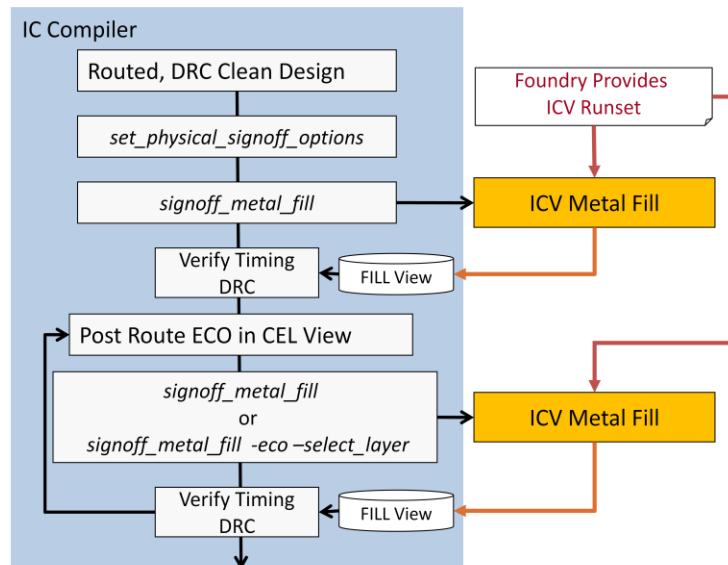 IC Compiler
Routed, DRC Clean Design
Foundry Provides
ICV Runset
set_physical_signoff_options
signoff_metal_fill
ICV Metal Fill
Verify Timing
DRC
FILL View
Post Route ECO in CEL View
signoff_metal_fill
or
signoff_metal_fill -eco –select_layer
ICV Metal Fill
Verify Timing
DRC
FILL View